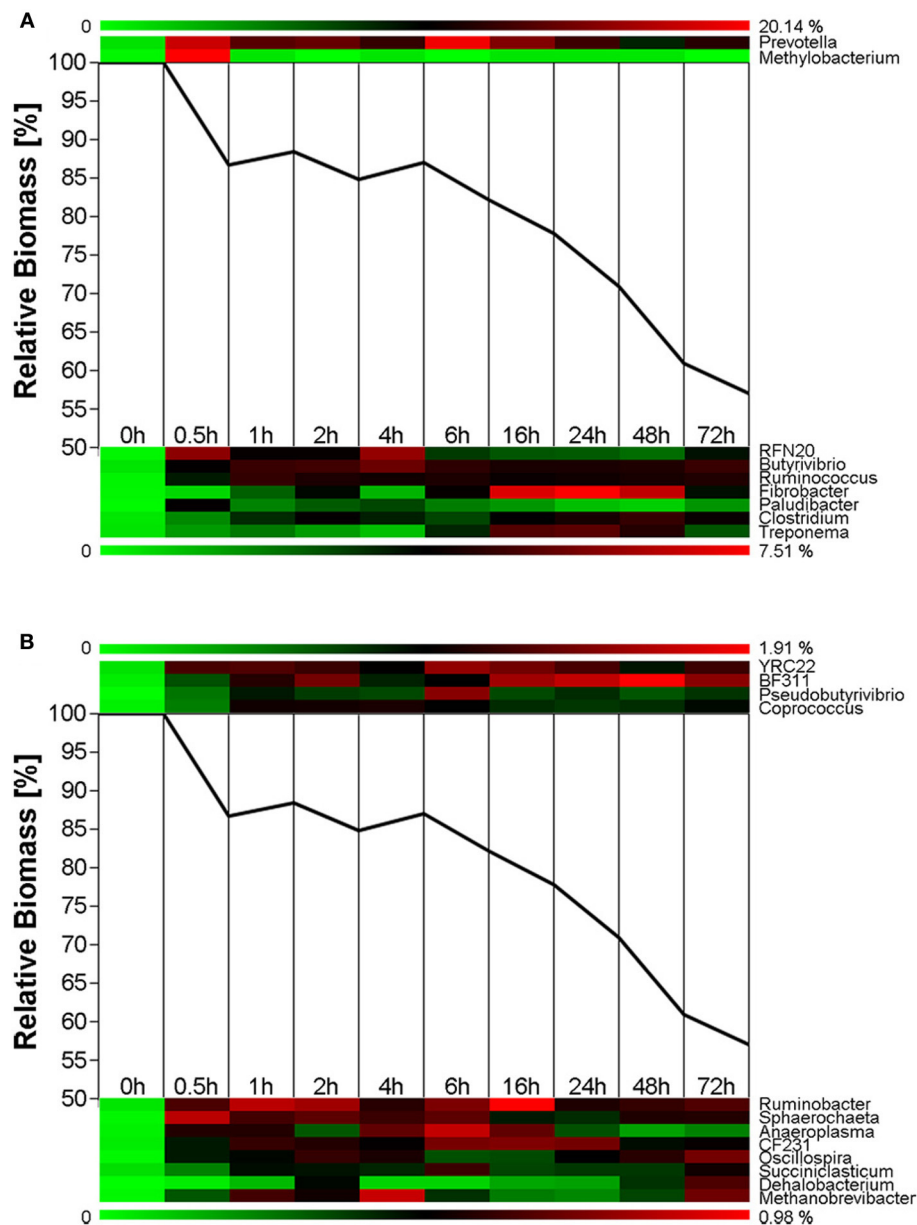 A
0
20.14 %
Prevotella
Methylobacterium
Relative Biomass [%]
100
95
90
85
80
75
70
65
60
55
50
0h 0.5h 1h 2h 4h 6h 16h 24h 48h 72h
RFN20
Butyrivibrio
Ruminococcus
Fibrobacter
Paludibacter
Clostridium
Treponema
0
7.51 %
B
0
1.91 %
YRC22
BF311
Pseudobutyrivibrio
Coprococcus
Relative Biomass [%]
100
95
90
85
80
75
70
65
60
55
50
0h 0.5h 1h 2h 4h 6h 16h 24h 48h 72h
Ruminobacter
Sphaerochaeta
Anaeroplasma
CF231
Oscillospira
Succiniclasticum
Dehalobacterium
Methanobrevibacter
0
0.98 %